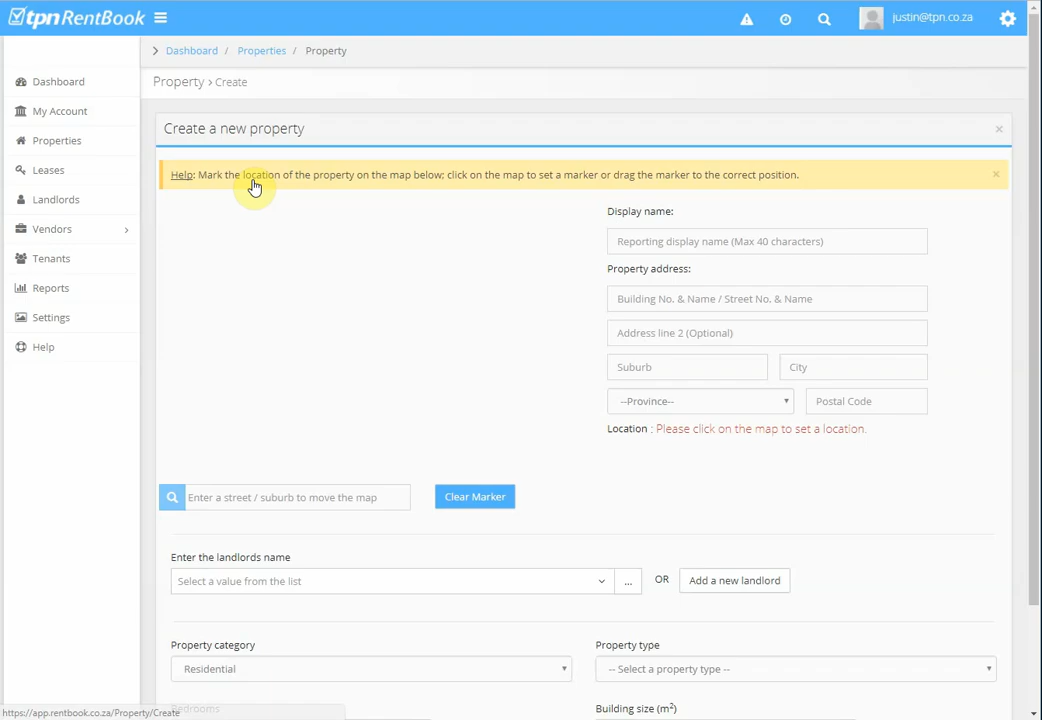 tpnRentBook
justin@tpn.co.za
Dashboard / Properties / Property
Property > Create
Dashboard
My Account
Properties
Leases
Landlords
Vendors
Tenants
Reports
Settings
Help
Create a new property ×
Help: Mark the location of the property on the map below; click on the map to set a marker or drag the marker to the correct position. ×
Display name:
Reporting display name (Max 40 characters)
Property address:
Building No. & Name / Street No. & Name
Address line 2 (Optional)
Suburb City
--Province-- Postal Code
Location : Please click on the map to set a location.
Enter a street / suburb to move the map Clear Marker
Enter the landlords name
Select a value from the list ... OR Add a new landlord
Property category Property type
Residential -- Select a property type --
Bedrooms Building size (m²)
https://app.rentbook.co.za/Property/Create